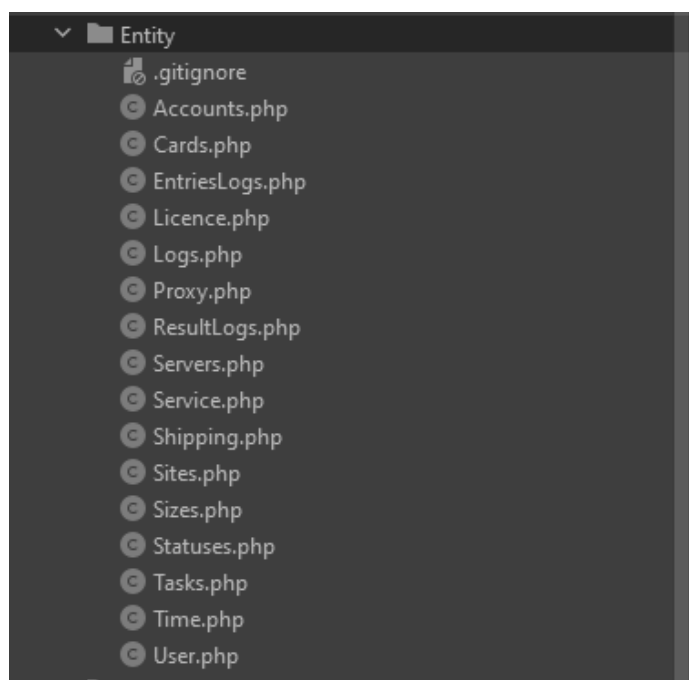 Entity
.gitignore
Accounts.php
Cards.php
EntriesLogs.php
Licence.php
Logs.php
Proxy.php
ResultLogs.php
Servers.php
Service.php
Shipping.php
Sites.php
Sizes.php
Statuses.php
Tasks.php
Time.php
User.php